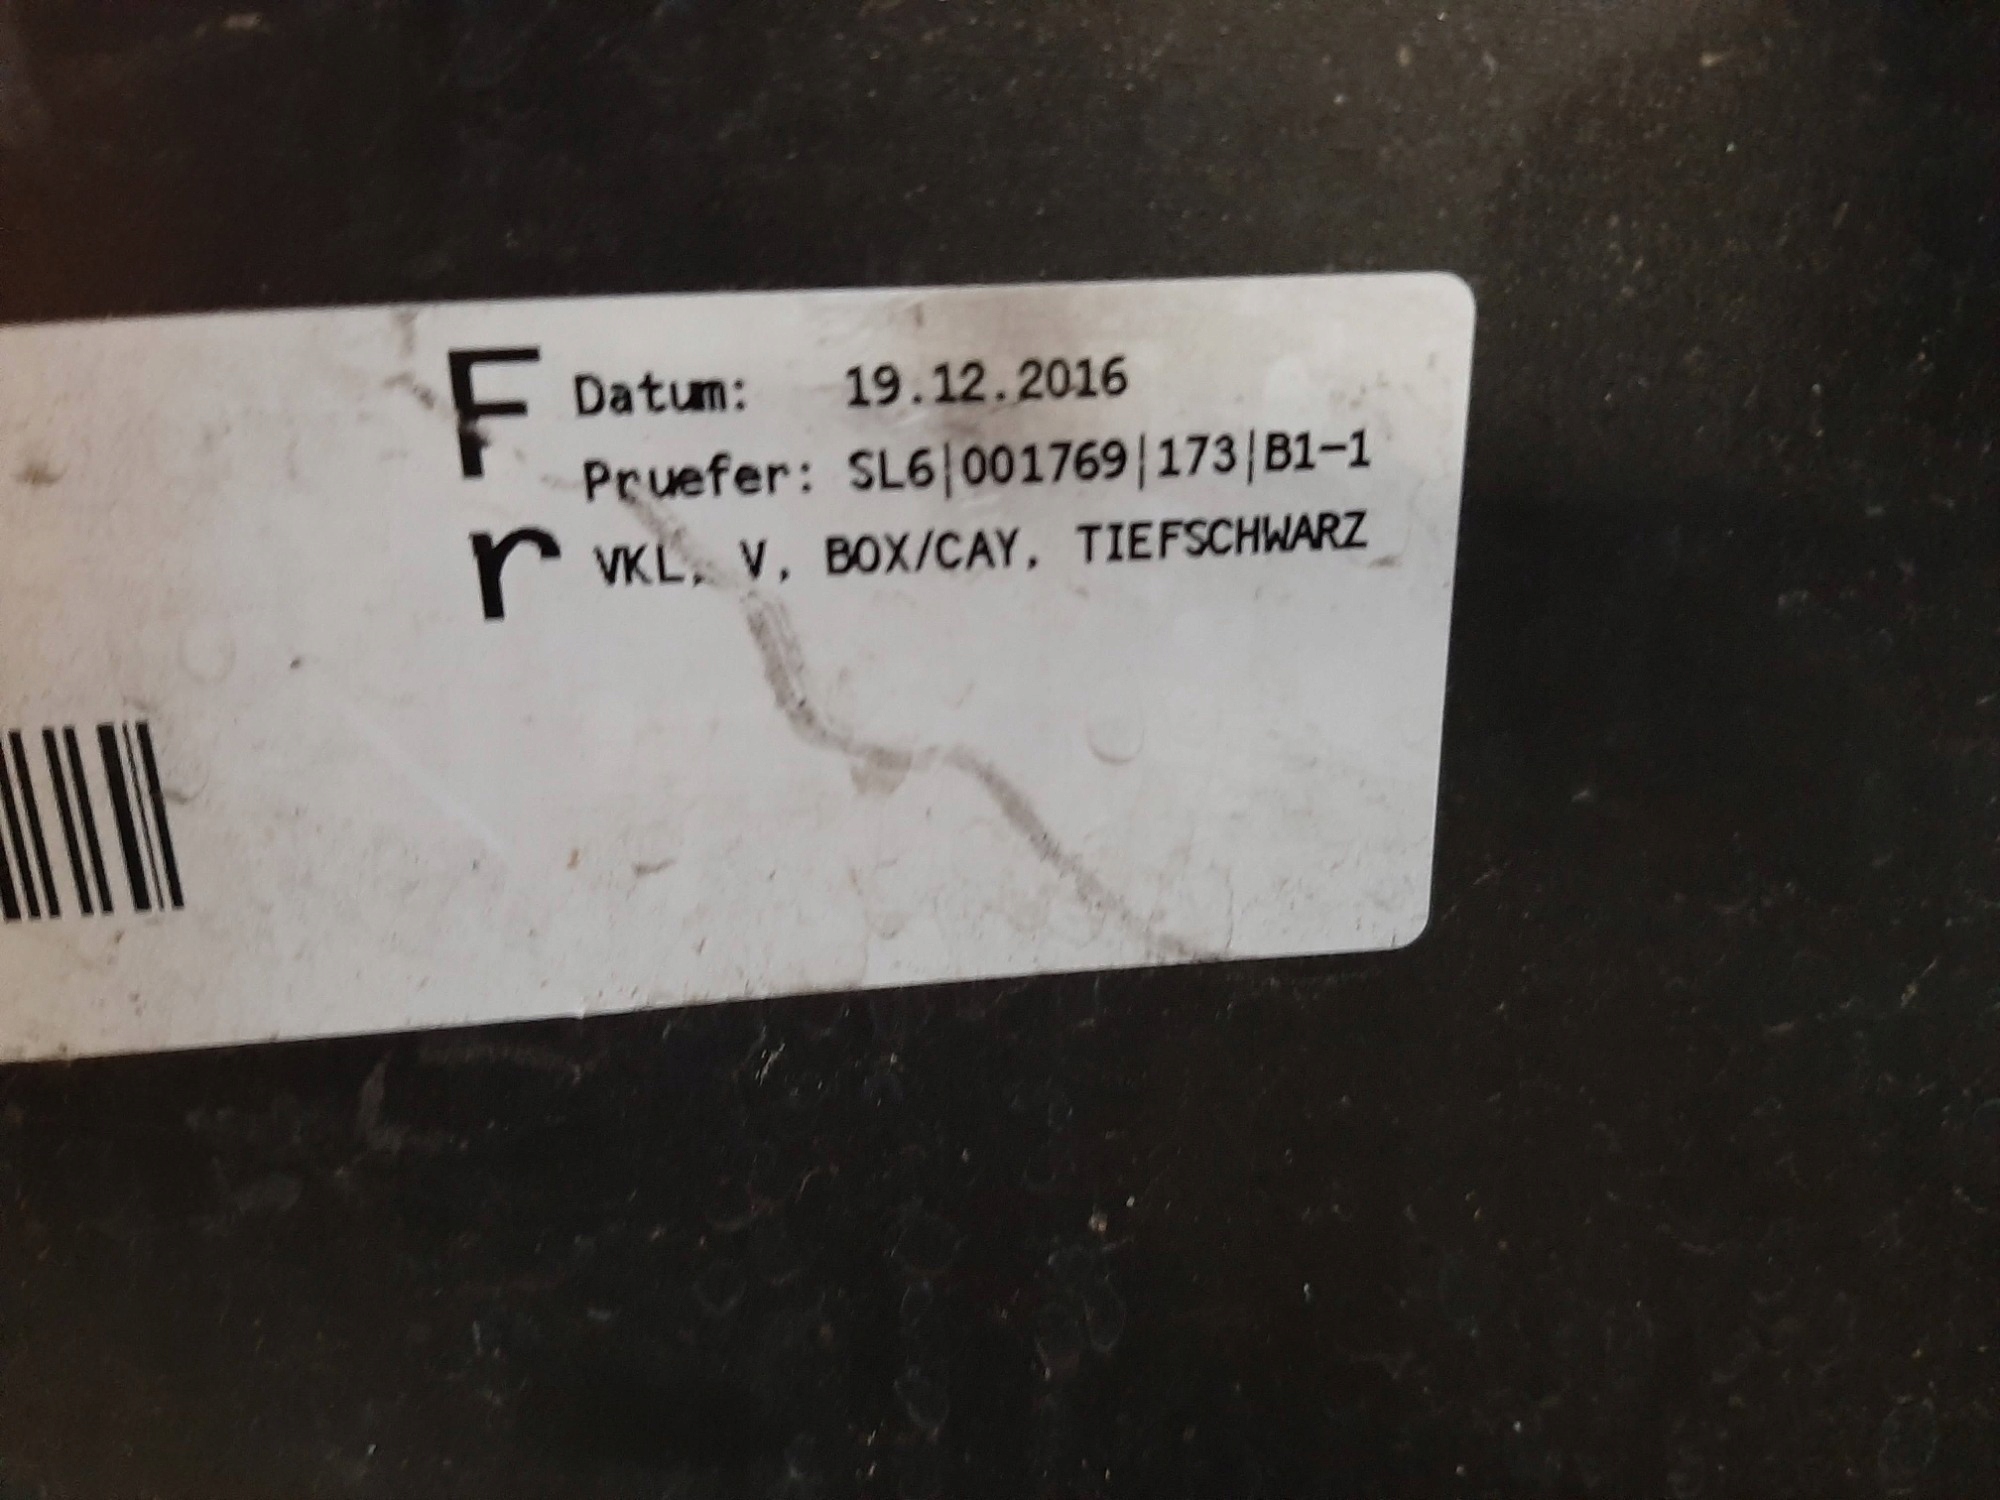 F
Datum: 19.12.2016
Pruefer: SL6|001769|173|B1-1
r
VKL, V, BOX/CAY, TIEFSCHWARZ